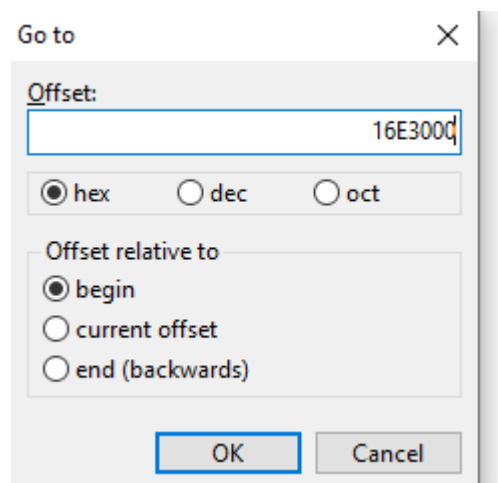 Go to
Offset:
16E3000
hex dec oct
Offset relative to
begin
current offset
end (backwards)
OK Cancel